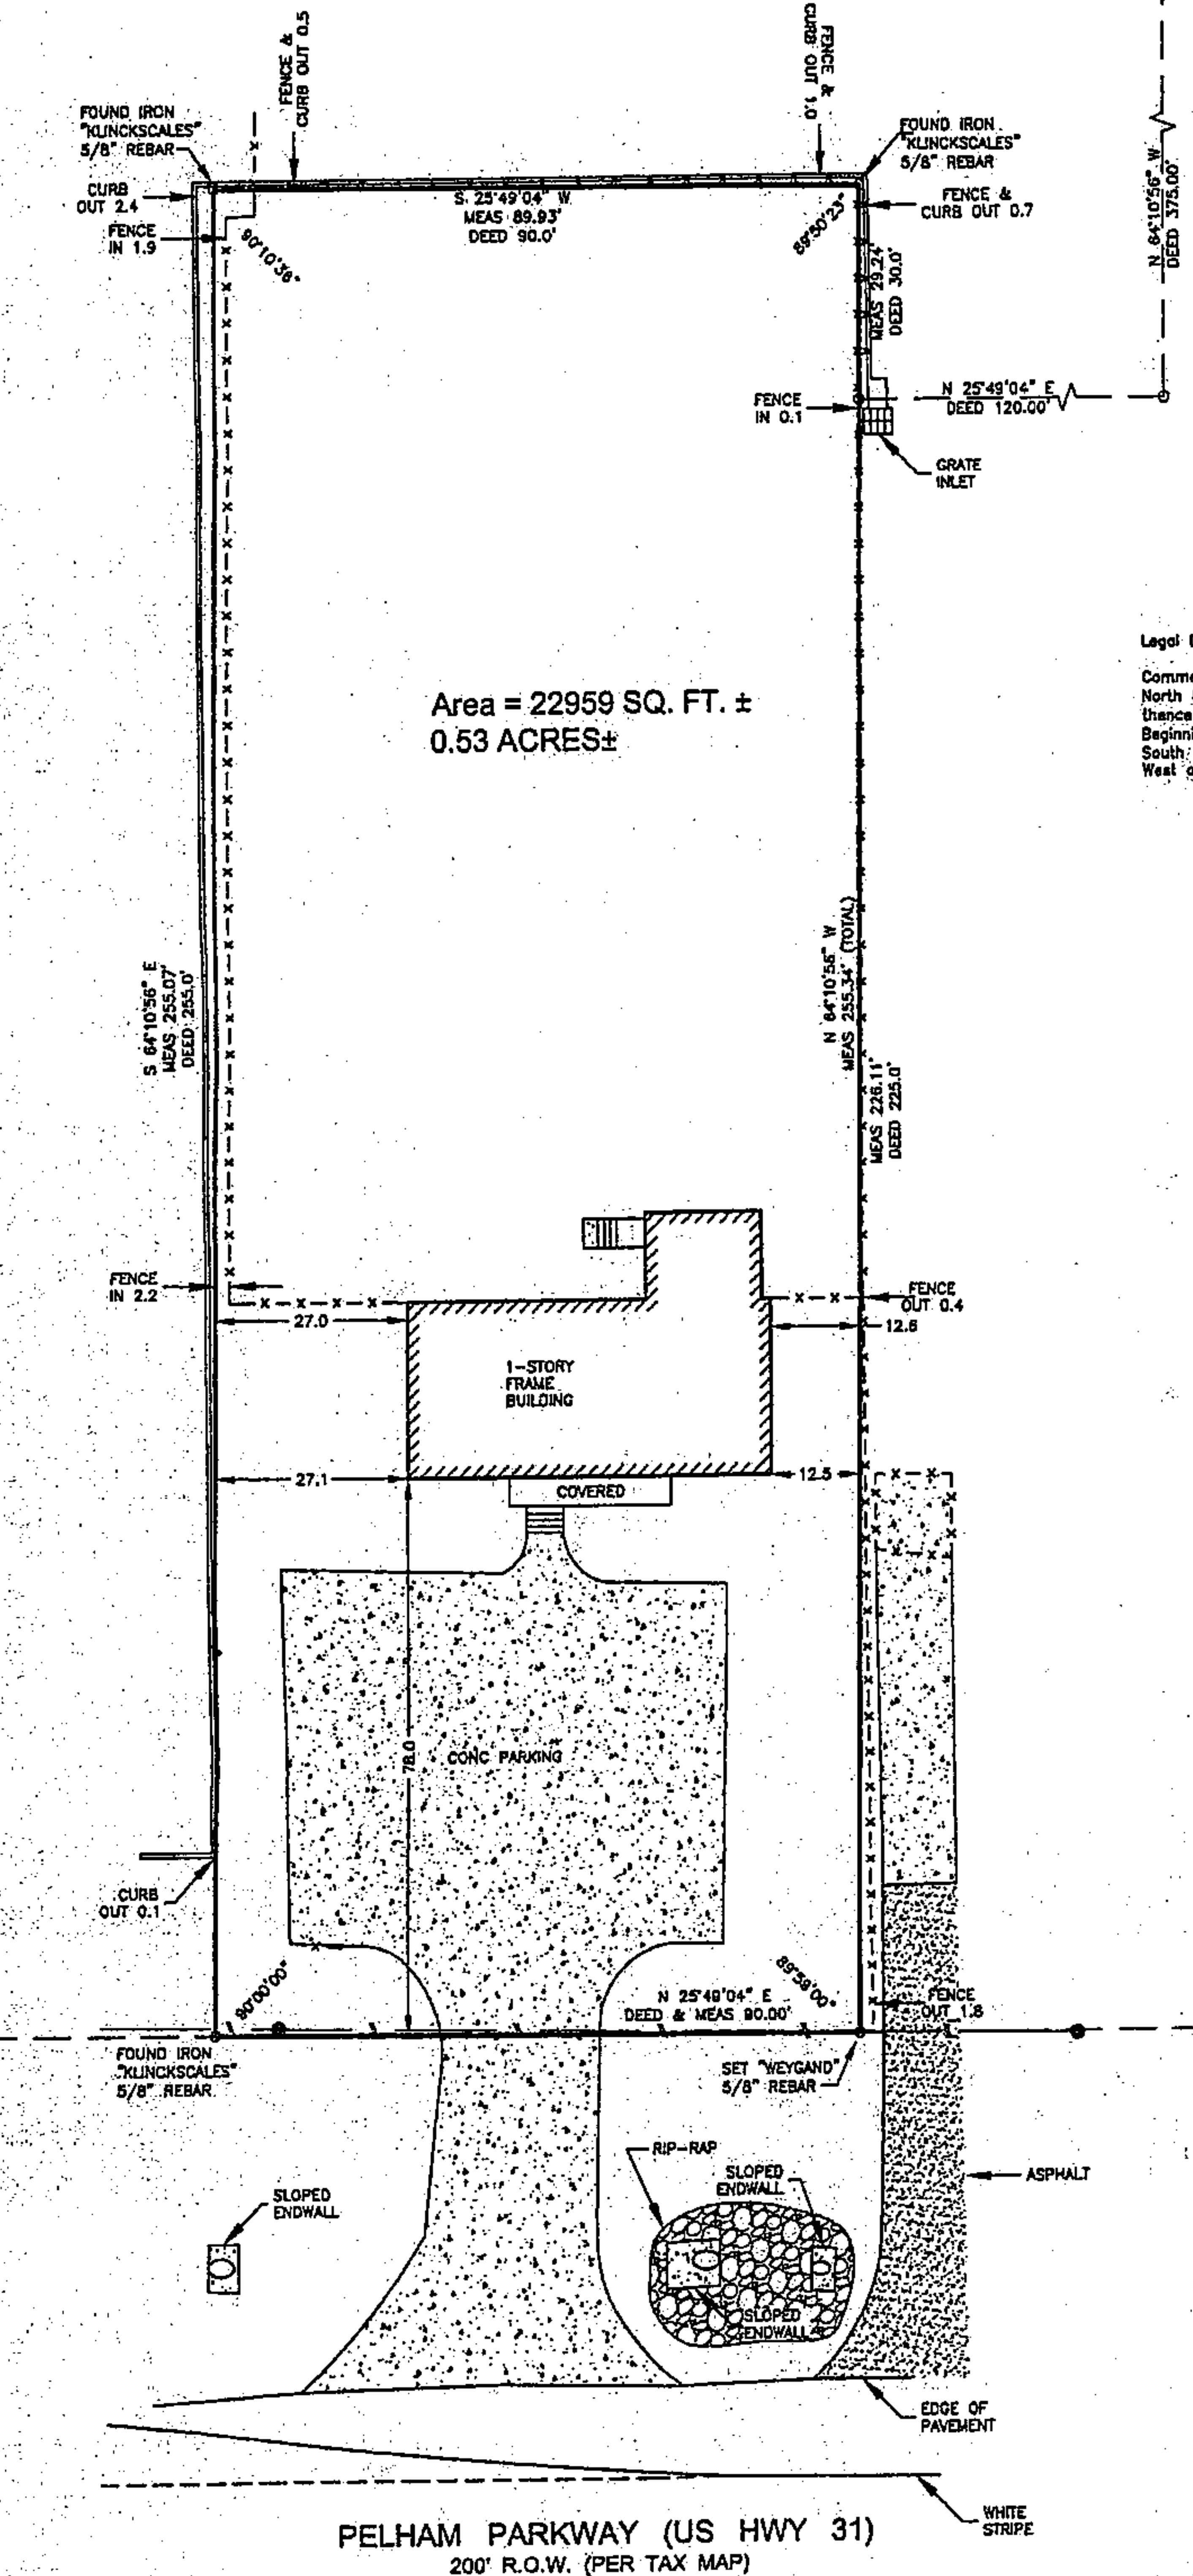 FENCE &
CURB OUT 0.5
FENCE &
CURB OUT 1.0
FOUND IRON
"KLINCKSCALES"
5/8" REBAR
FOUND IRON
"KLINCKSCALES"
5/8" REBAR
N 64°10'56" W
DEED 375.00'
CURB
OUT 2.4
FENCE
IN 1.9
S 25°49'04" W
MEAS 89.93'
DEED 90.0'
FENCE &
CURB OUT 0.7
90°10'36"
89°50'23"
MEAS 29.24'
DEED 30.0'
FENCE
IN 0.1
N 25°49'04" E
DEED 120.00'
GRATE
INLET
Legal
Comme
North
thence
Beginni
South
West
Area = 22959 SQ. FT. ±
0.53 ACRES±
S 64°10'56" E
MEAS 255.07'
DEED 255.0'
N 64°10'56" W
MEAS 255.34' (TOTAL)
MEAS 226.11'
DEED 225.0'
FENCE
IN 2.2
FENCE
OUT 0.4
27.0
12.6
1-STORY
FRAME
BUILDING
27.1
12.5
COVERED
78.0
CONC PARKING
CURB
OUT 0.1
90°00'00"
89°59'00"
N 25°49'04" E
DEED & MEAS 90.00'
FENCE
OUT 1.8
FOUND IRON
"KLINCKSCALES"
5/8" REBAR
SET "WEYGAND"
5/8" REBAR
RIP-RAP
SLOPED
ENDWALL
ASPHALT
SLOPED
ENDWALL
SLOPED
ENDWALL
EDGE OF
PAVEMENT
WHITE
STRIPE
PELHAM PARKWAY (US HWY 31)
200' R.O.W. (PER TAX MAP)